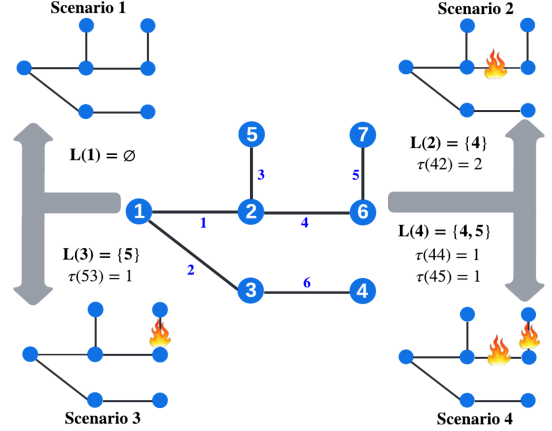 Scenario 1
Scenario 2
L(1) = ∅
L(2) = {4}
τ(42) = 2
5
7
3
5
1
2
6
1
4
L(3) = {5}
τ(53) = 1
L(4) = {4, 5}
τ(44) = 1
τ(45) = 1
2
3
6
4
Scenario 3
Scenario 4